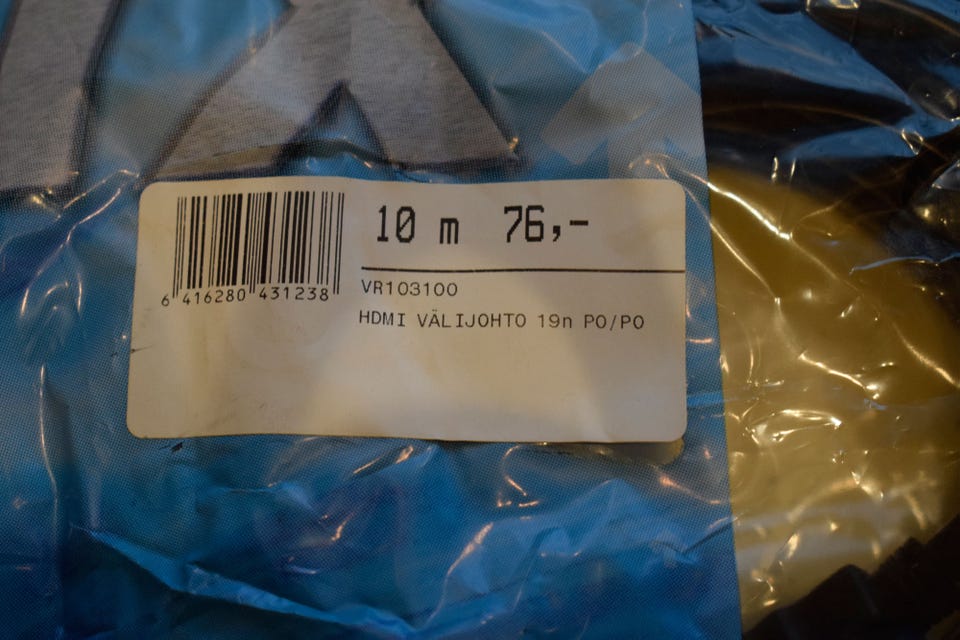 10 m 76,-
6 416280 431238
VR103100
HDMI VÄLIJOHTO 19n PO/PO